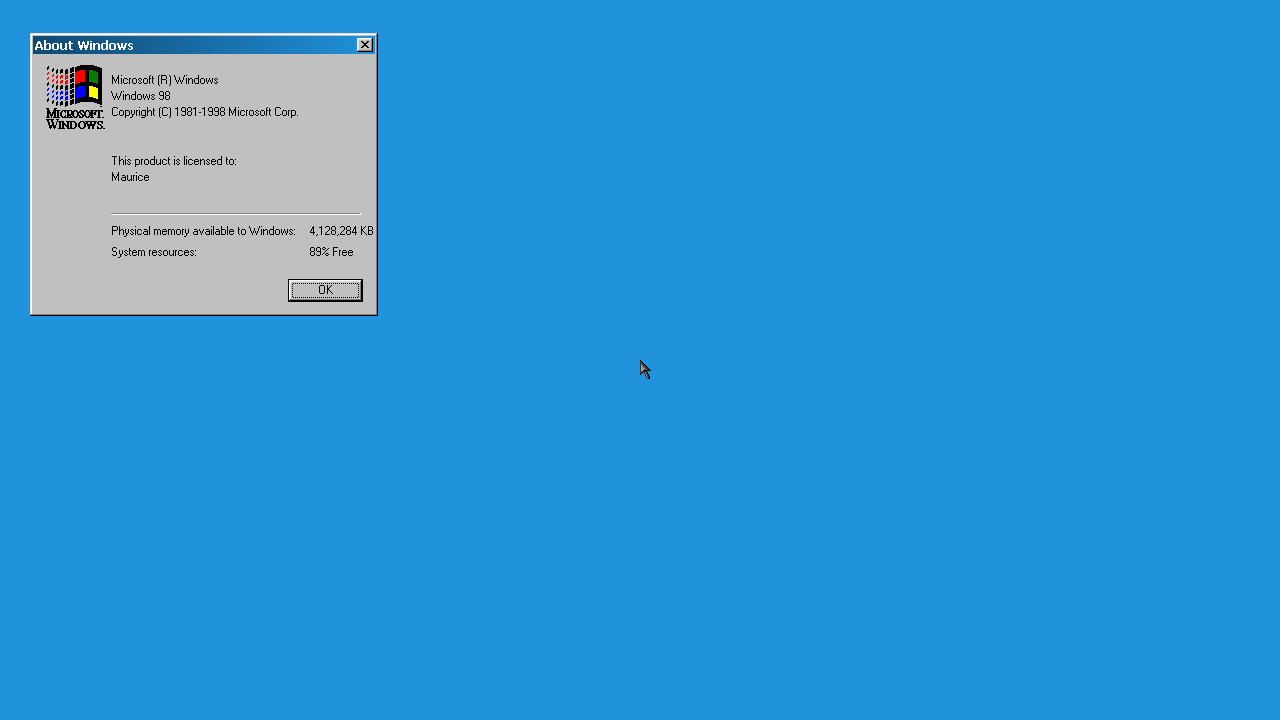 About Windows
Microsoft (R) Windows
Windows 98
Copyright (C) 1981-1998 Microsoft Corp.
MICROSOFT.
WINDOWS.
This product is licensed to:
Maurice
Physical memory available to Windows: 4,128,284 KB
System resources: 89% Free
OK